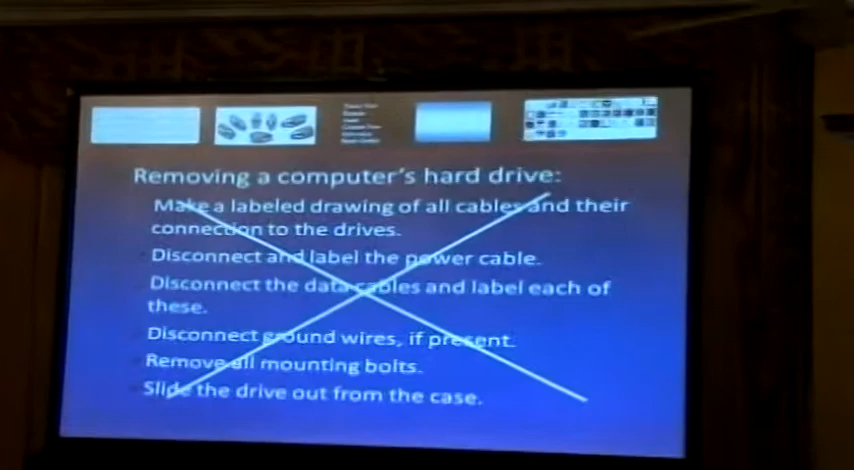 Removing a computer's hard drive:
Make a labeled drawing of all cables and their
connection to the drives.
Disconnect and label the power cable.
Disconnect the data cables and label each of
these.
Disconnect ground wires, if present.
Remove all mounting bolts.
Slide the drive out from the case.